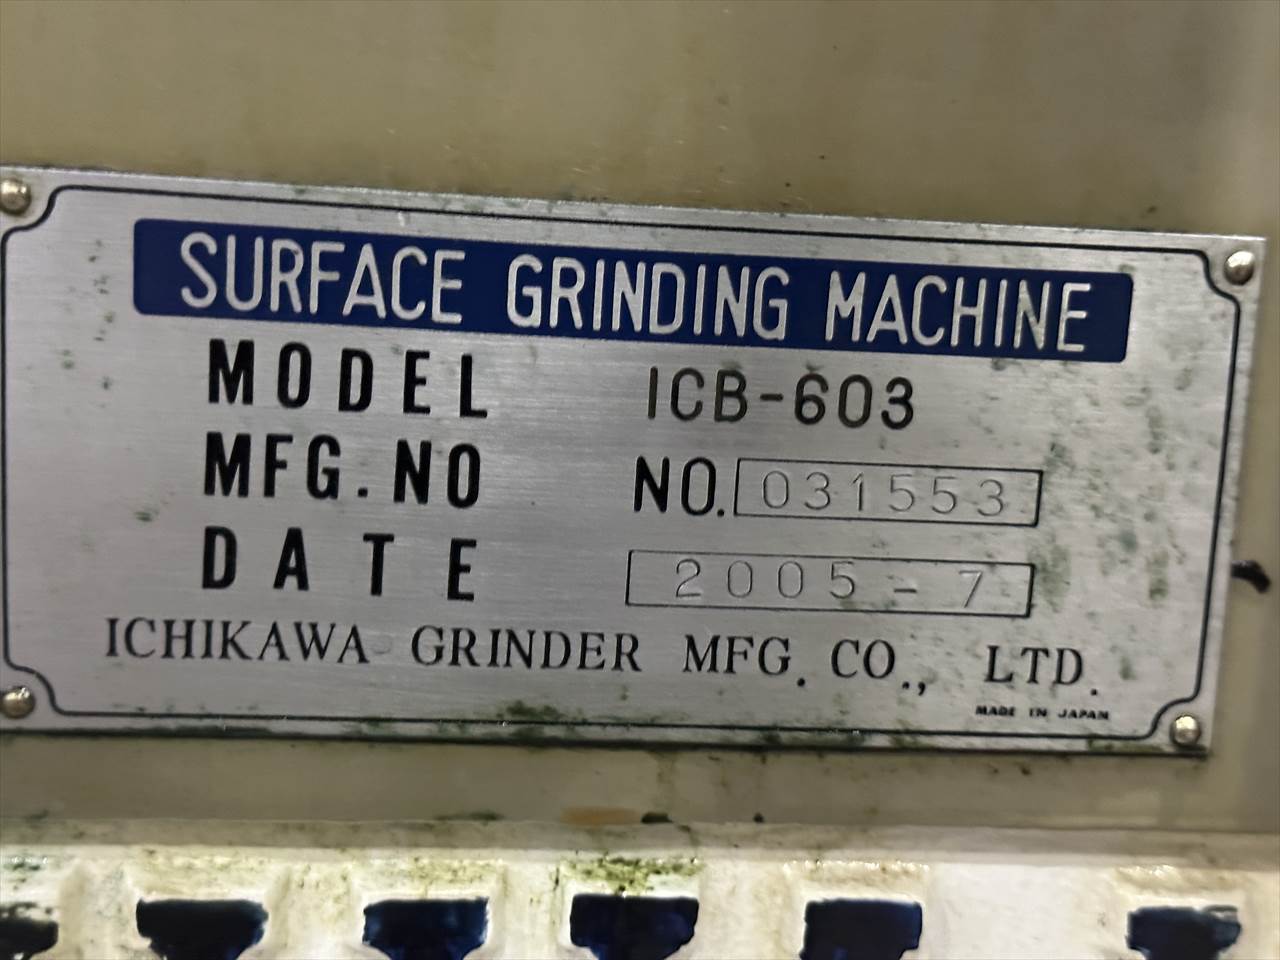 SURFACE GRINDING MACHINE
MODEL ICB-603
MFG.NO NO. 031553
DATE 2005-7
ICHIKAWA GRINDER MFG. CO., LTD.
MADE IN JAPAN